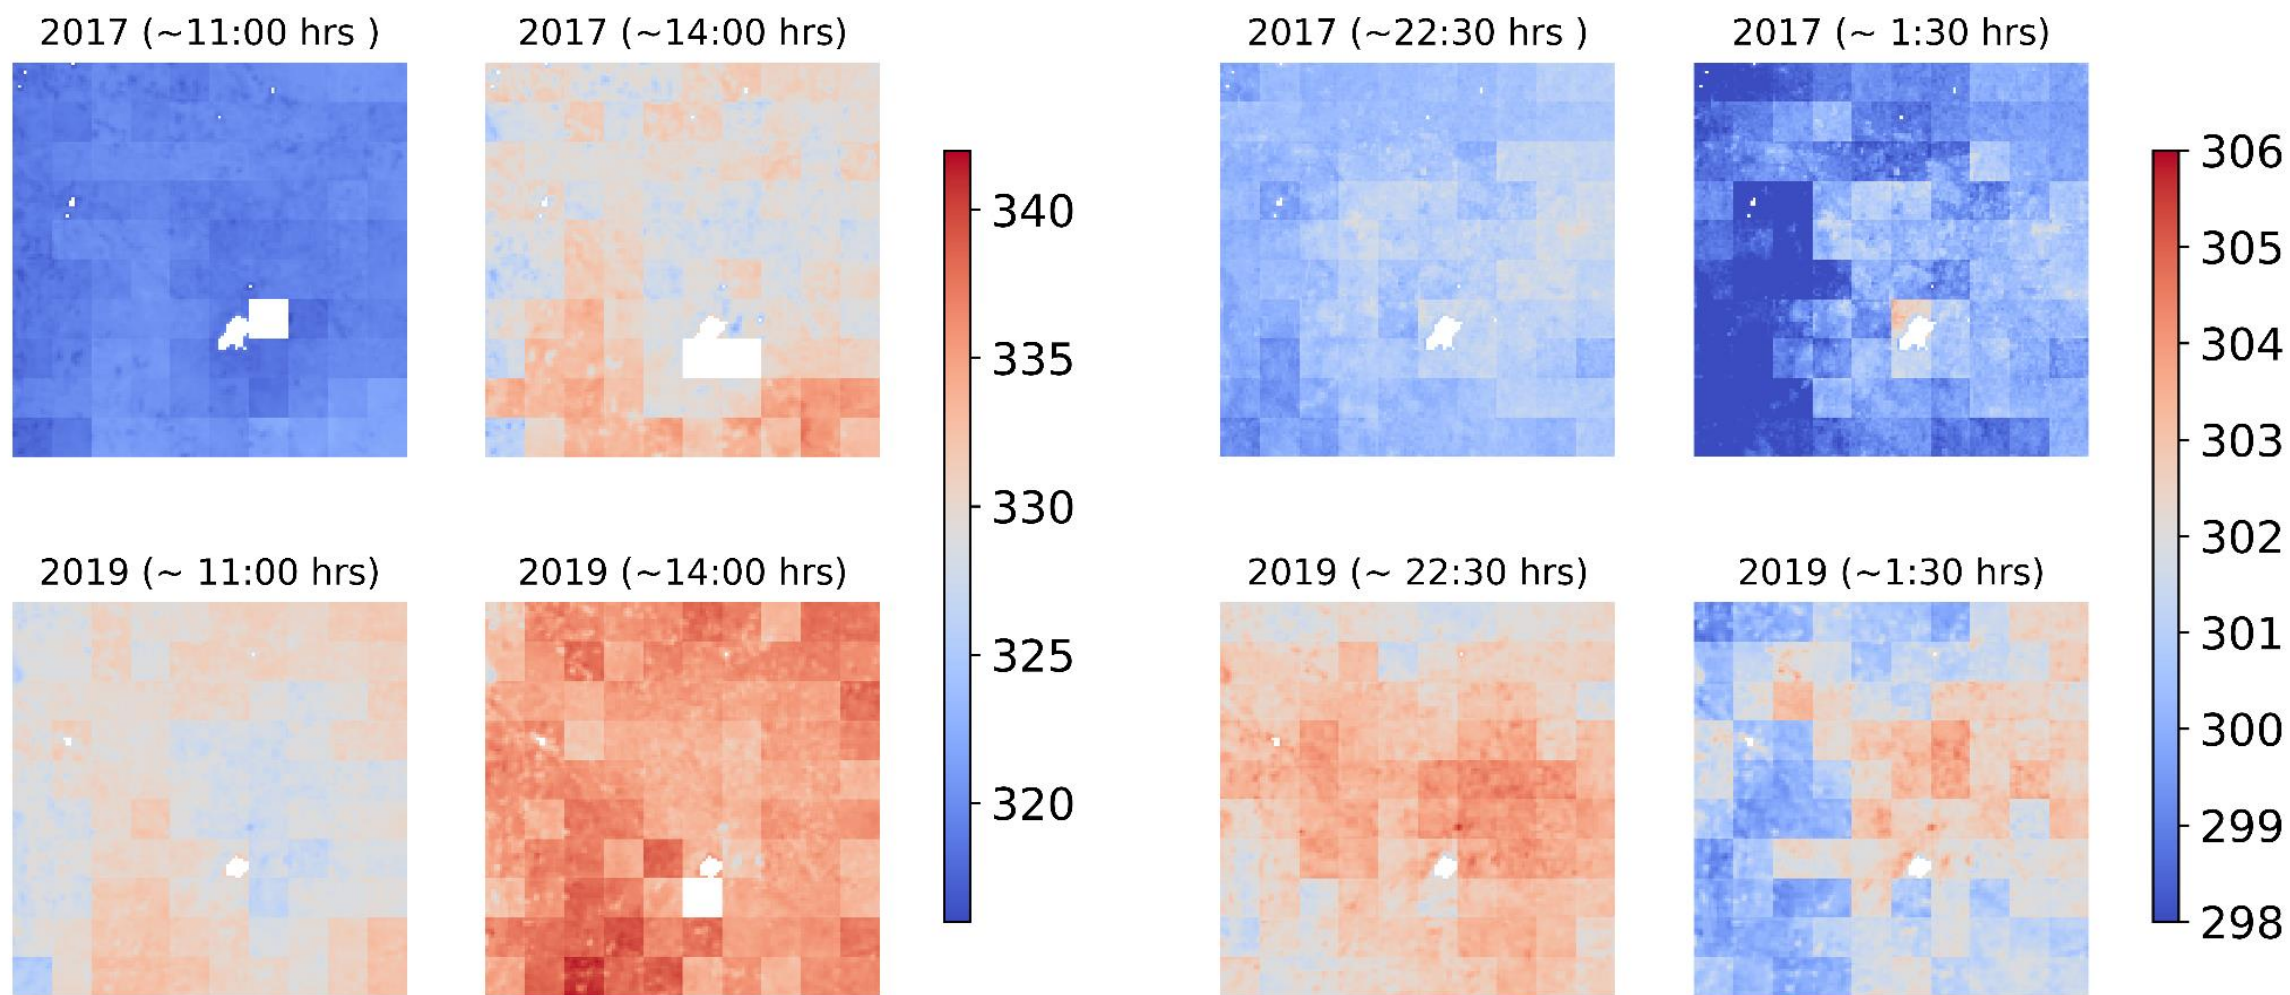 2017 (~11:00 hrs )
2017 (~14:00 hrs)
2017 (~22:30 hrs )
2017 (~ 1:30 hrs)
340
335
330
325
320
306
305
304
303
302
301
300
299
298
2019 (~ 11:00 hrs)
2019 (~14:00 hrs)
2019 (~ 22:30 hrs)
2019 (~1:30 hrs)